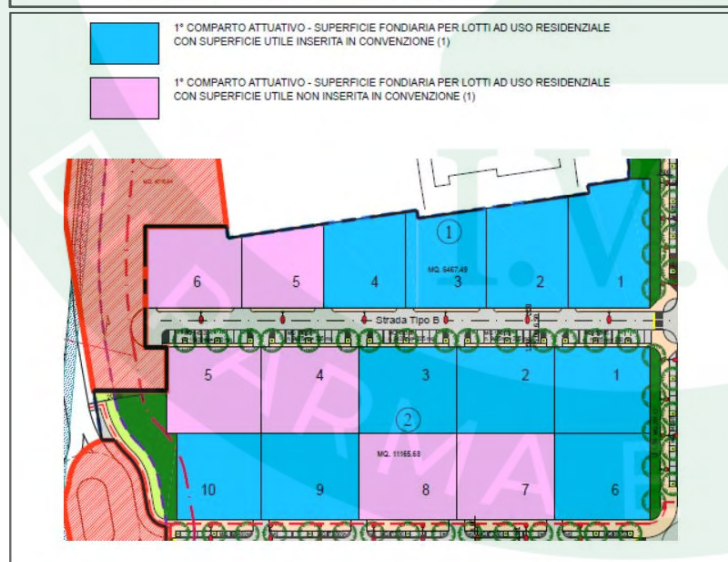 1° COMPARTO ATTUATIVO - SUPERFICIE FONDIARIA PER LOTTI AD USO RESIDENZIALE
CON SUPERFICIE UTILE INSERITA IN CONVENZIONE (1)
1° COMPARTO ATTUATIVO - SUPERFICIE FONDIARIA PER LOTTI AD USO RESIDENZIALE
CON SUPERFICIE UTILE NON INSERITA IN CONVENZIONE (1)
I.V.G
PARMA
1
MQ. 6467.49
6 5 4 3 2 1
Strada Tipo B
5 4 3 2 1
2
MQ. 11165.60
10 9 8 7 6